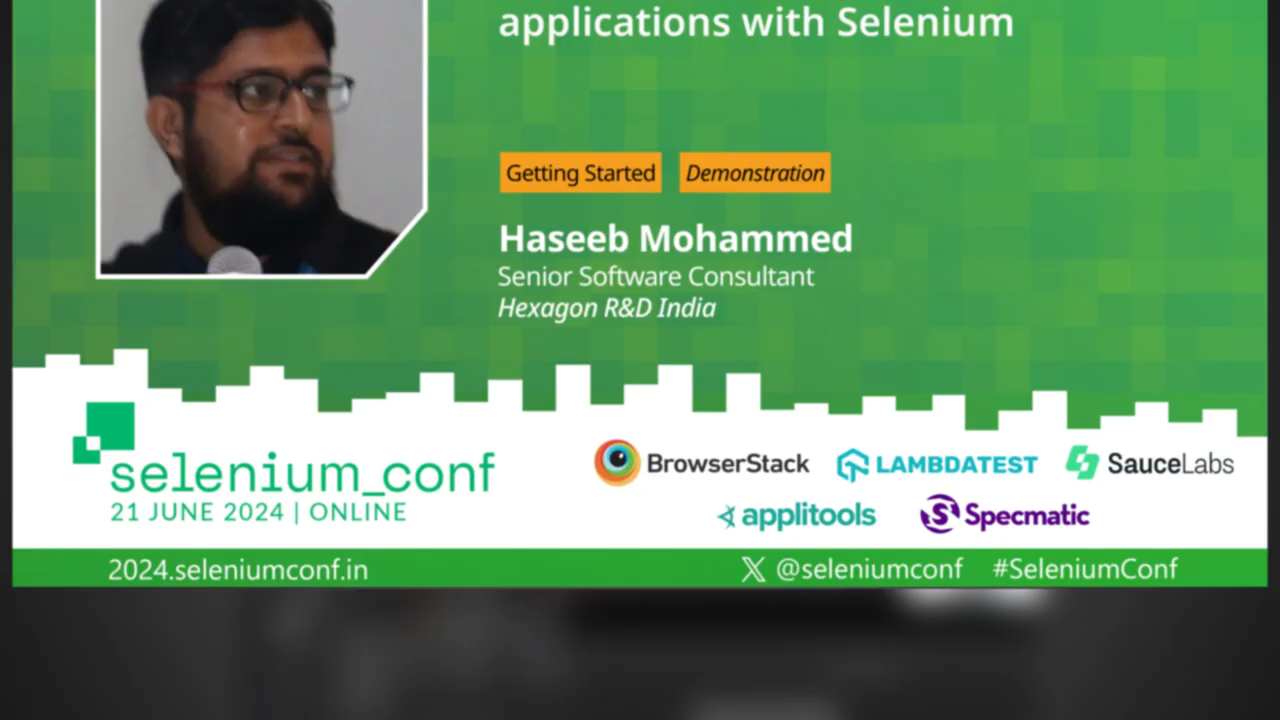 applications with Selenium
Getting Started Demonstration
Haseeb Mohammed
Senior Software Consultant
Hexagon R&D India
selenium_conf
21 JUNE 2024 | ONLINE
BrowserStack LAMBDATEST SauceLabs
applitools Specmatic
2024.seleniumconf.in X @seleniumconf #SeleniumConf